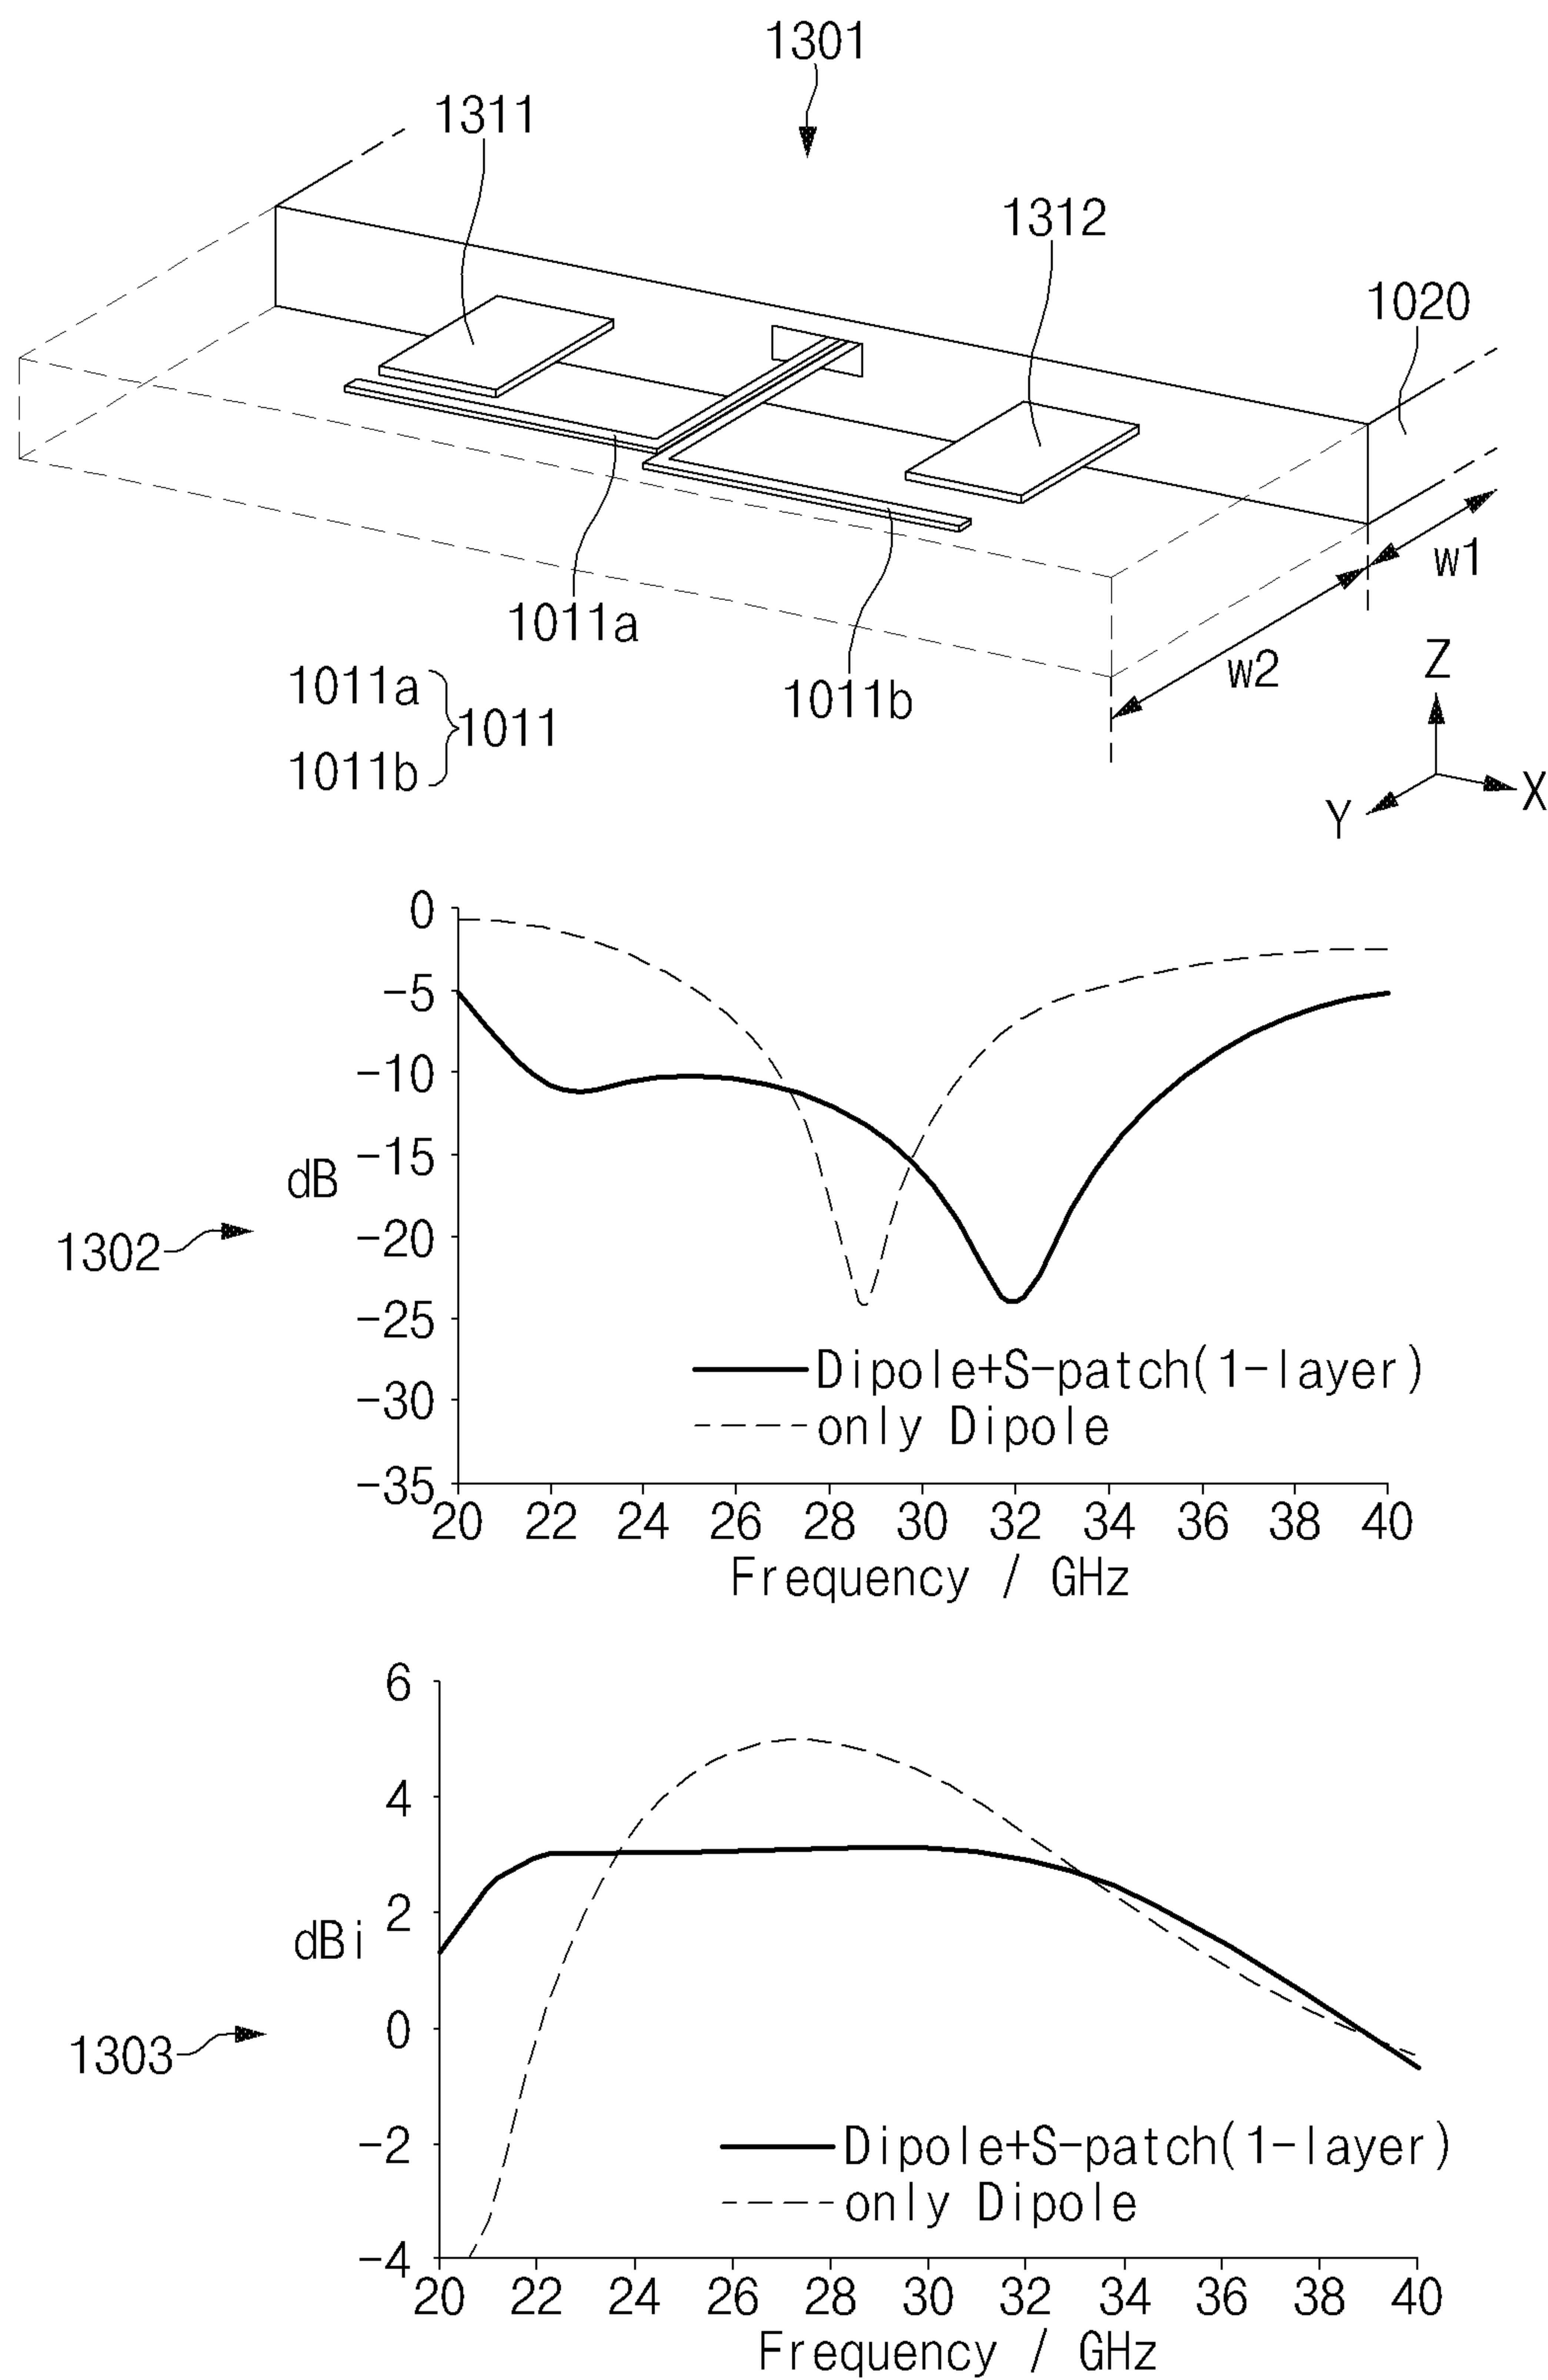 1301
1311
1312
1020
w1
w2
1011a
1011b
1011a
1011b
1011
Z
X
Y
1302
dB
0
-5
-10
-15
-20
-25
-30
-35
Dipole+S-patch(1-layer)
only Dipole
20 22 24 26 28 30 32 34 36 38 40
Frequency / GHz
1303
dBi
6
4
2
0
-2
-4
Dipole+S-patch(1-layer)
only Dipole
20 22 24 26 28 30 32 34 36 38 40
Frequency / GHz